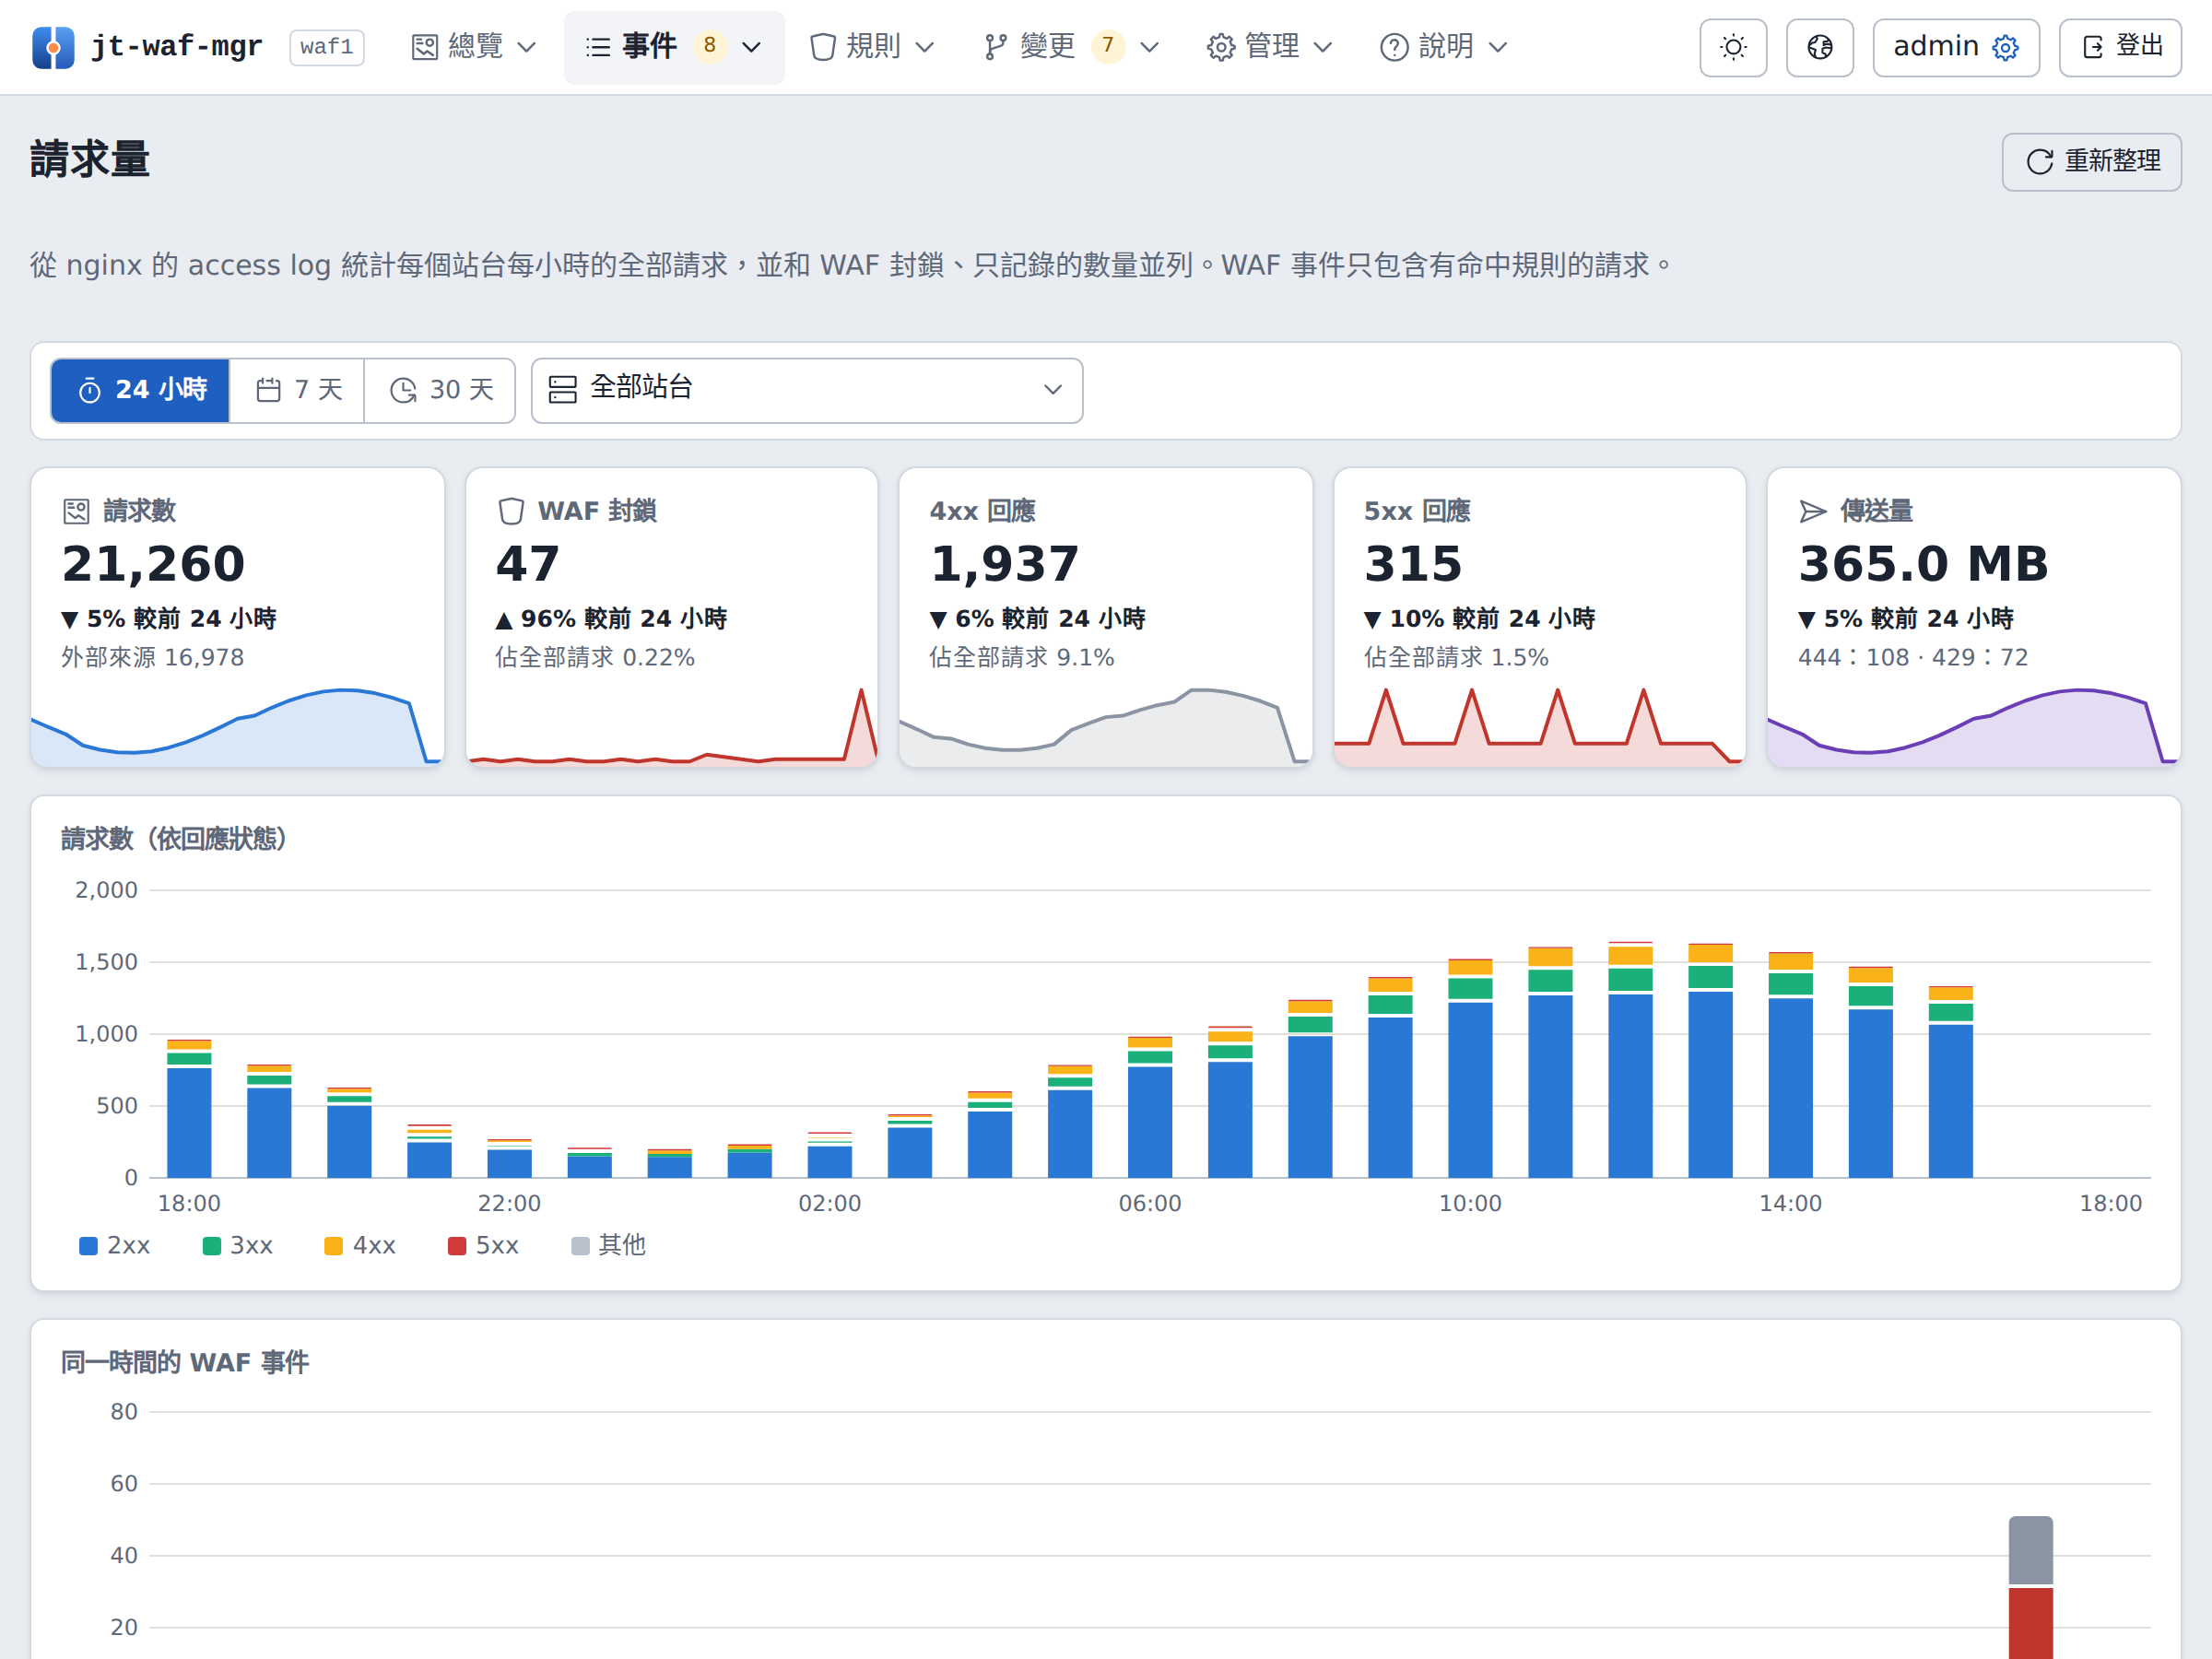 jt-waf-mgr waf1 總覽 事件 8 規則 變更 7 管理 說明 admin 登出
請求量 重新整理
從 nginx 的 access log 統計每個站台每小時的全部請求，並和 WAF 封鎖、只記錄的數量並列。WAF 事件只包含有命中規則的請求。
24 小時 7 天 30 天 全部站台
請求數
21,260
▼ 5% 較前 24 小時
外部來源 16,978
WAF 封鎖
47
▲ 96% 較前 24 小時
佔全部請求 0.22%
4xx 回應
1,937
▼ 6% 較前 24 小時
佔全部請求 9.1%
5xx 回應
315
▼ 10% 較前 24 小時
佔全部請求 1.5%
傳送量
365.0 MB
▼ 5% 較前 24 小時
444：108 · 429：72
請求數（依回應狀態）
2,000
1,500
1,000
500
0
18:00 22:00 02:00 06:00 10:00 14:00 18:00
2xx 3xx 4xx 5xx 其他
同一時間的 WAF 事件
80
60
40
20